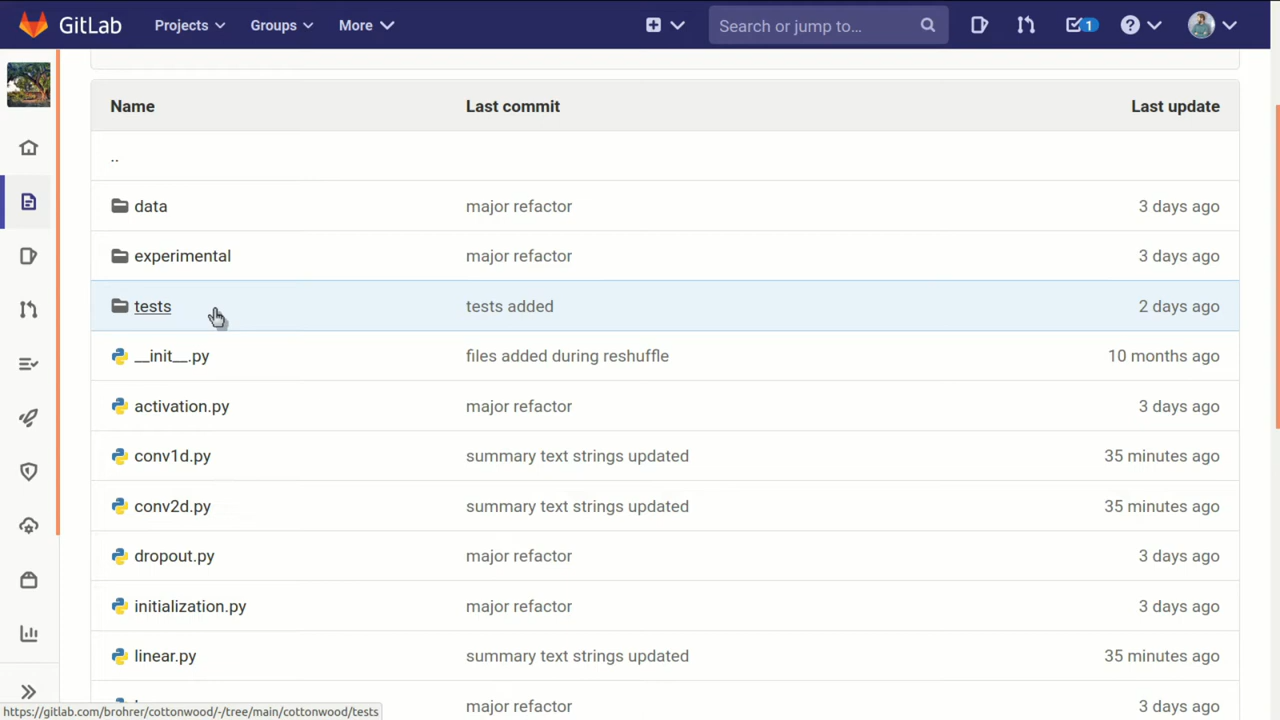 GitLab Projects Groups More Search or jump to... 1
Name Last commit Last update
..
data major refactor 3 days ago
experimental major refactor 3 days ago
tests tests added 2 days ago
__init__.py files added during reshuffle 10 months ago
activation.py major refactor 3 days ago
conv1d.py summary text strings updated 35 minutes ago
conv2d.py summary text strings updated 35 minutes ago
dropout.py major refactor 3 days ago
initialization.py major refactor 3 days ago
linear.py summary text strings updated 35 minutes ago
major refactor 3 days ago
https://gitlab.com/brohrer/cottonwood/-/tree/main/cottonwood/tests